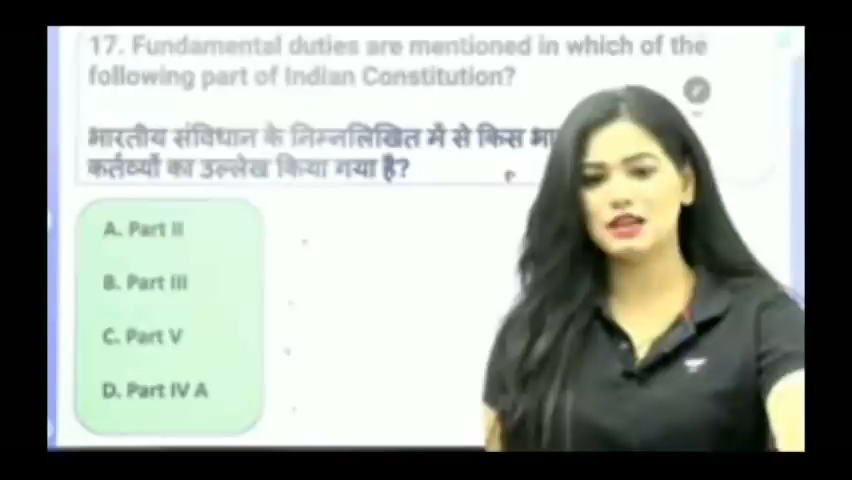 17. Fundamental duties are mentioned in which of the
following part of Indian Constitution?
भारतीय संविधान के निम्नलिखित में से किस
कर्तव्यों का उल्लेख किया गया है?
A. Part II
B. Part III
C. Part V
D. Part IV A